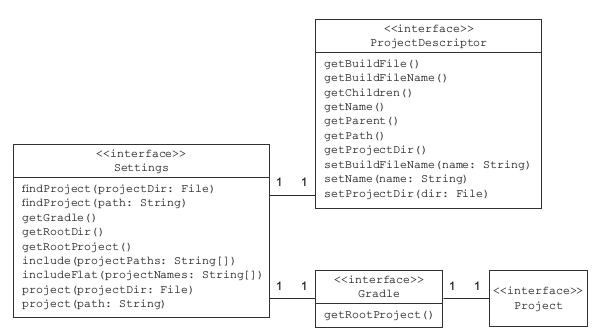 <<interface>>
ProjectDescriptor
getBuildFile()
getBuildFileName()
getChildren()
getName()
getParent()
getPath()
getProjectDir()
setBuildFileName(name: String)
setName(name: String)
setProjectDir(dir: File)
<<interface>>
Settings
findProject(projectDir: File)
findProject(path: String)
getGradle()
getRootDir()
getRootProject()
include(projectPaths: String[])
includeFlat(projectNames: String[])
project(projectDir: File)
project(path: String)
1 1
1 1
<<interface>>
Gradle
getRootProject()
1 1
<<interface>>
Project